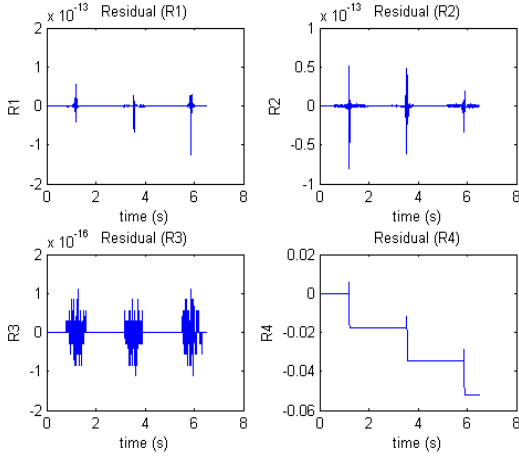 x 10^-13 Residual (R1)
2
1
0
-1
-2
R1
0 2 4 6 8
time (s)
x 10^-13 Residual (R2)
1
0.5
0
-0.5
-1
R2
0 2 4 6 8
time (s)
x 10^-16 Residual (R3)
2
1
0
-1
-2
R3
0 2 4 6 8
time (s)
Residual (R4)
0.02
0
-0.02
-0.04
-0.06
R4
0 2 4 6 8
time (s)